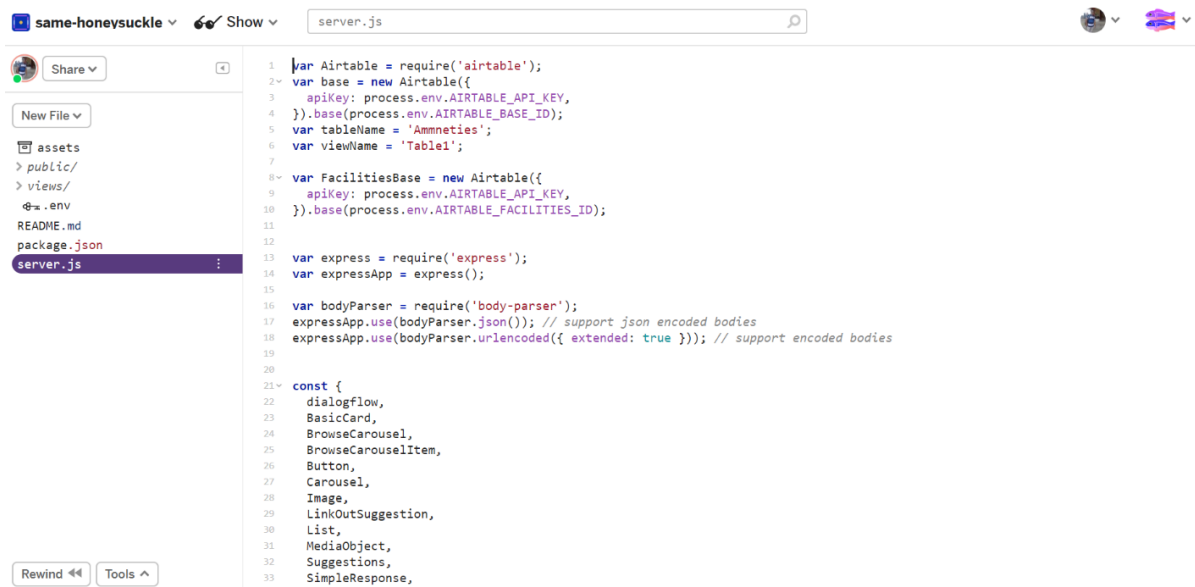 same-honeysuckle Show server.js
Share
New File
assets
public/
views/
.env
README.md
package.json
server.js
Rewind Tools
1 var Airtable = require('airtable');
2 var base = new Airtable({
3 apiKey: process.env.AIRTABLE_API_KEY,
4 }).base(process.env.AIRTABLE_BASE_ID);
5 var tableName = 'Ammneties';
6 var viewName = 'Table1';
7
8 var FacilitiesBase = new Airtable({
9 apiKey: process.env.AIRTABLE_API_KEY,
10 }).base(process.env.AIRTABLE_FACILITIES_ID);
11
12
13 var express = require('express');
14 var expressApp = express();
15
16 var bodyParser = require('body-parser');
17 expressApp.use(bodyParser.json()); // support json encoded bodies
18 expressApp.use(bodyParser.urlencoded({ extended: true })); // support encoded bodies
19
20
21 const {
22 dialogflow,
23 BasicCard,
24 BrowseCarousel,
25 BrowseCarouselItem,
26 Button,
27 Carousel,
28 Image,
29 LinkOutSuggestion,
30 List,
31 MediaObject,
32 Suggestions,
33 SimpleResponse,